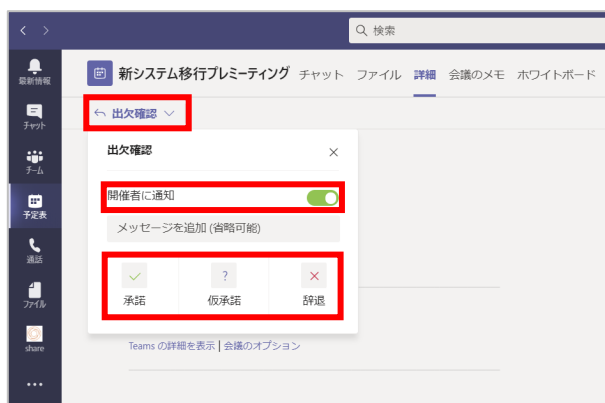 検索
最新情報
チャット
チーム
予定表
通話
ファイル
share
新システム移行プレミーティング チャット ファイル 詳細 会議のメモ ホワイトボード
出欠確認
出欠確認
開催者に通知
メッセージを追加 (省略可能)
承諾 仮承諾 辞退
Teams の詳細を表示 | 会議のオプション